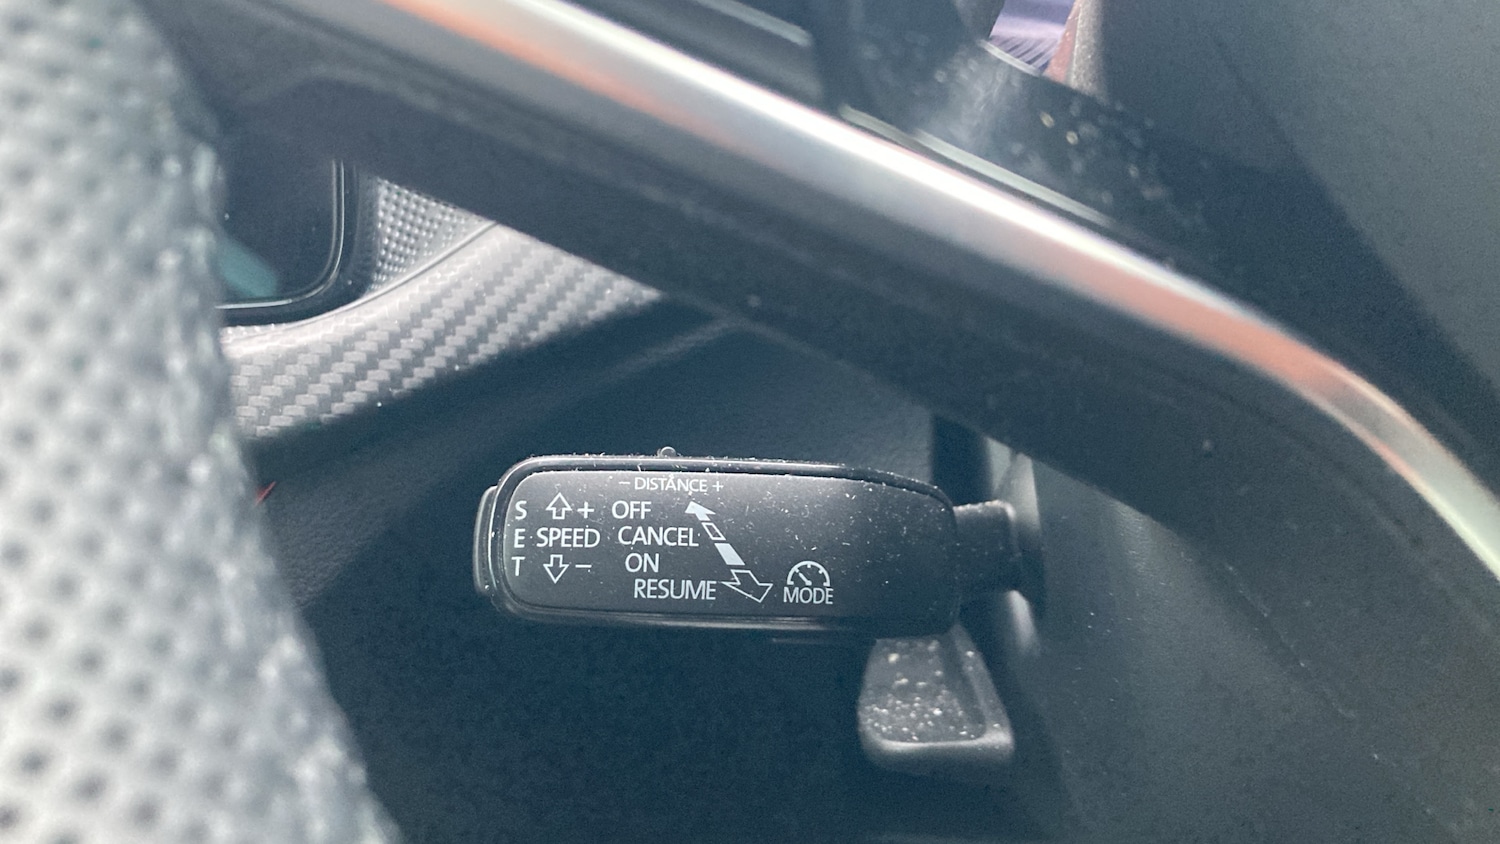 - DISTANCE +
S + OFF
E SPEED CANCEL
T - ON
RESUME MODE